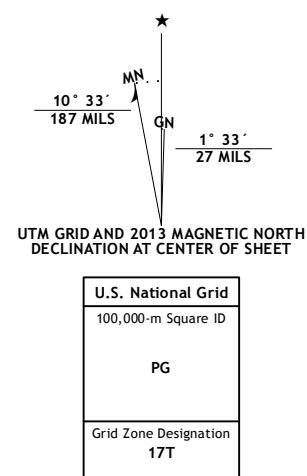 MN
10° 33´
187 MILS
GN
1° 33´
27 MILS
UTM GRID AND 2013 MAGNETIC NORTH
DECLINATION AT CENTER OF SHEET
U.S. National Grid
100,000-m Square ID
PG
Grid Zone Designation
17T